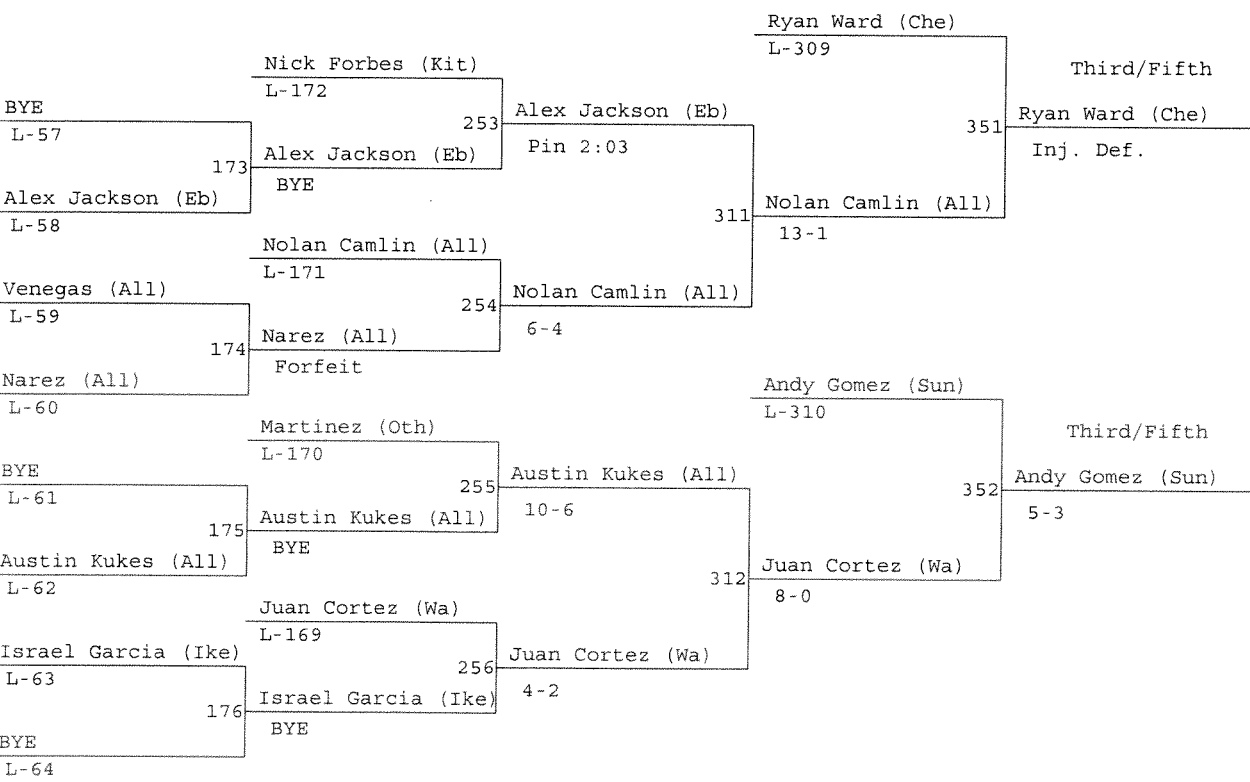 Ryan Ward (Che)
L-309
Nick Forbes (Kit)
L-172
Third/Fifth
BYE
L-57
253
Alex Jackson (Eb)
Pin 2:03
351
Ryan Ward (Che)
Inj. Def.
173
Alex Jackson (Eb)
BYE
Alex Jackson (Eb)
L-58
311
Nolan Camlin (All)
13-1
Nolan Camlin (All)
L-171
Venegas (All)
L-59
254
Nolan Camlin (All)
6-4
174
Narez (All)
Forfeit
Narez (All)
L-60
Andy Gomez (Sun)
L-310
Martinez (Oth)
L-170
Third/Fifth
BYE
L-61
255
Austin Kukes (All)
10-6
352
Andy Gomez (Sun)
5-3
175
Austin Kukes (All)
BYE
Austin Kukes (All)
L-62
312
Juan Cortez (Wa)
8-0
Juan Cortez (Wa)
L-169
Israel Garcia (Ike)
L-63
256
Juan Cortez (Wa)
4-2
176
Israel Garcia (Ike)
BYE
BYE
L-64